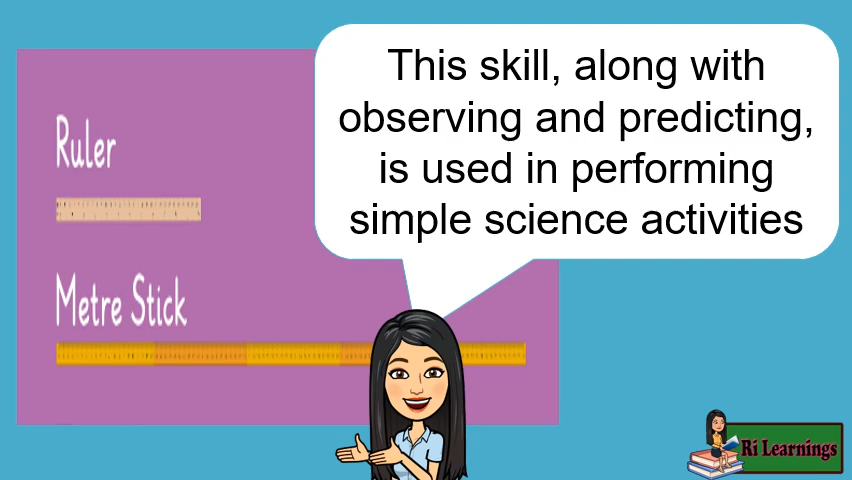 This skill, along with
observing and predicting,
is used in performing
simple science activities
Ruler
Metre Stick
Ri Learnings